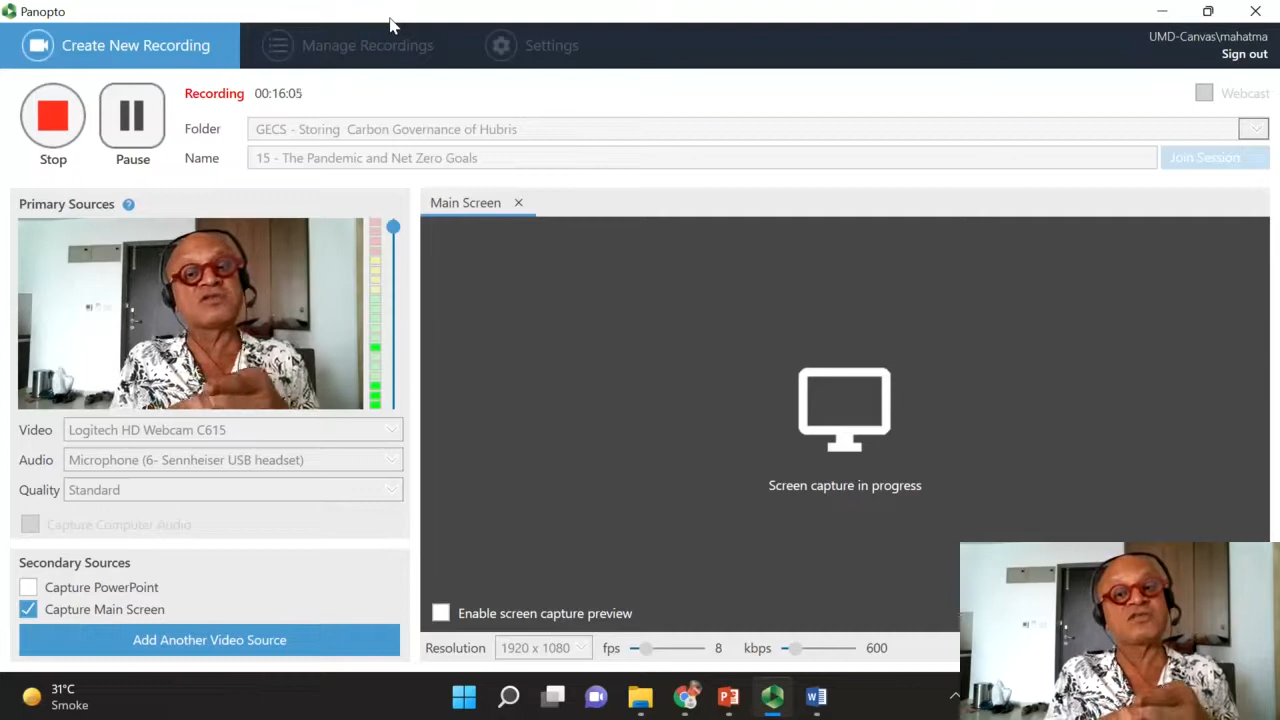 Panopto
Create New Recording
Manage Recordings
Settings
UMD-Canvas\mahatma
Sign out
Recording 00:16:05
Webcast
Folder GECS - Storing Carbon Governance of Hubris
Stop
Pause
Name 15 - The Pandemic and Net Zero Goals
Join Session
Primary Sources ?
Main Screen
Video Logitech HD Webcam C615
Audio Microphone (6- Sennheiser USB headset)
Quality Standard
Capture Computer Audio
Screen capture in progress
Secondary Sources
Capture PowerPoint
Capture Main Screen
Add Another Video Source
Enable screen capture preview
Resolution 1920 x 1080 fps 8 kbps 600
31°C
Smoke